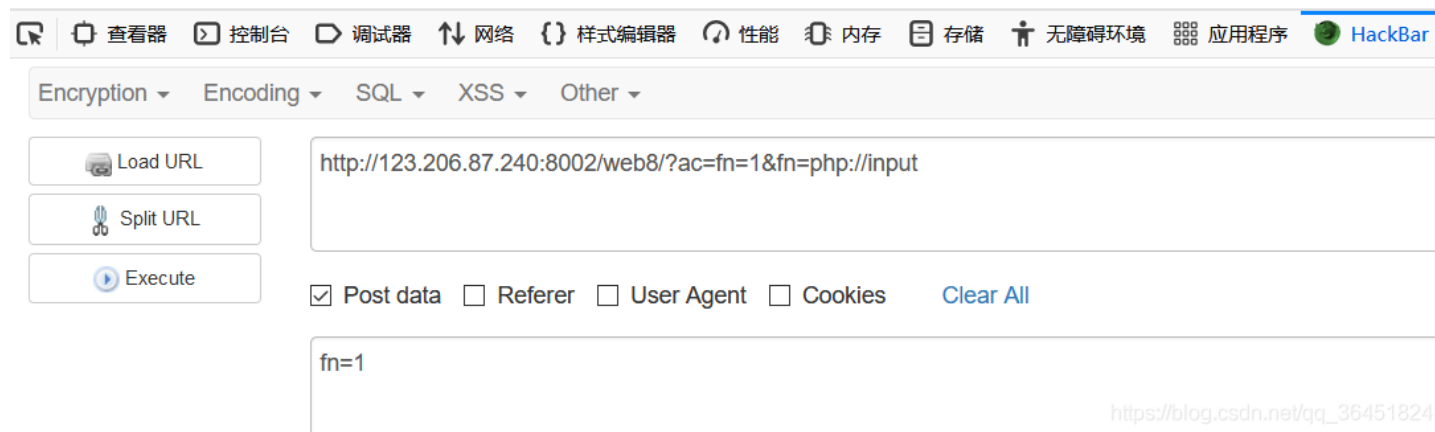 查看器 控制台 调试器 网络 {} 样式编辑器 性能 内存 存储 无障碍环境 应用程序 HackBar
Encryption Encoding SQL XSS Other
Load URL
http://123.206.87.240:8002/web8/?ac=fn=1&fn=php://input
Split URL
Execute
Post data Referer User Agent Cookies Clear All
fn=1
https://blog.csdn.net/qq_36451824